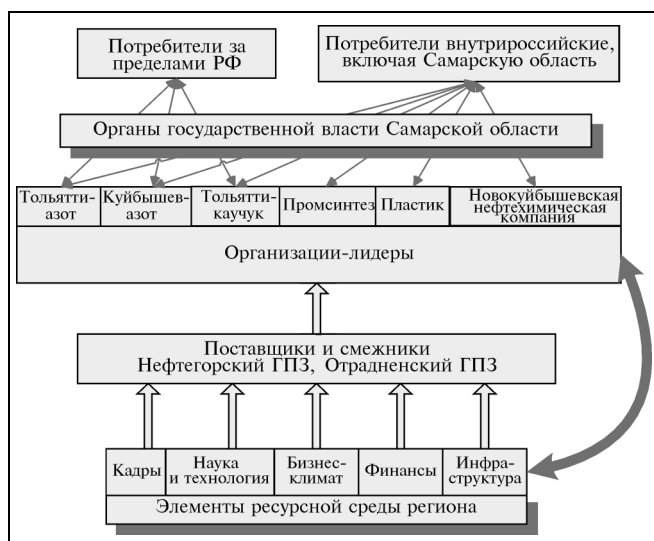 Потребители за
пределами РФ
Потребители внутрироссийские,
включая Самарскую область
Органы государственной власти Самарской области
Тольятти-
азот
Куйбышев-
азот
Тольятти-
каучук
Промсинтез
Пластик
Новокуйбышевская
нефтехимическая
компания
Организации-лидеры
Поставщики и смежники
Нефтегорский ГПЗ, Отрадненский ГПЗ
Кадры
Наука
и технология
Бизнес-
климат
Финансы
Инфра-
структура
Элементы ресурсной среды региона